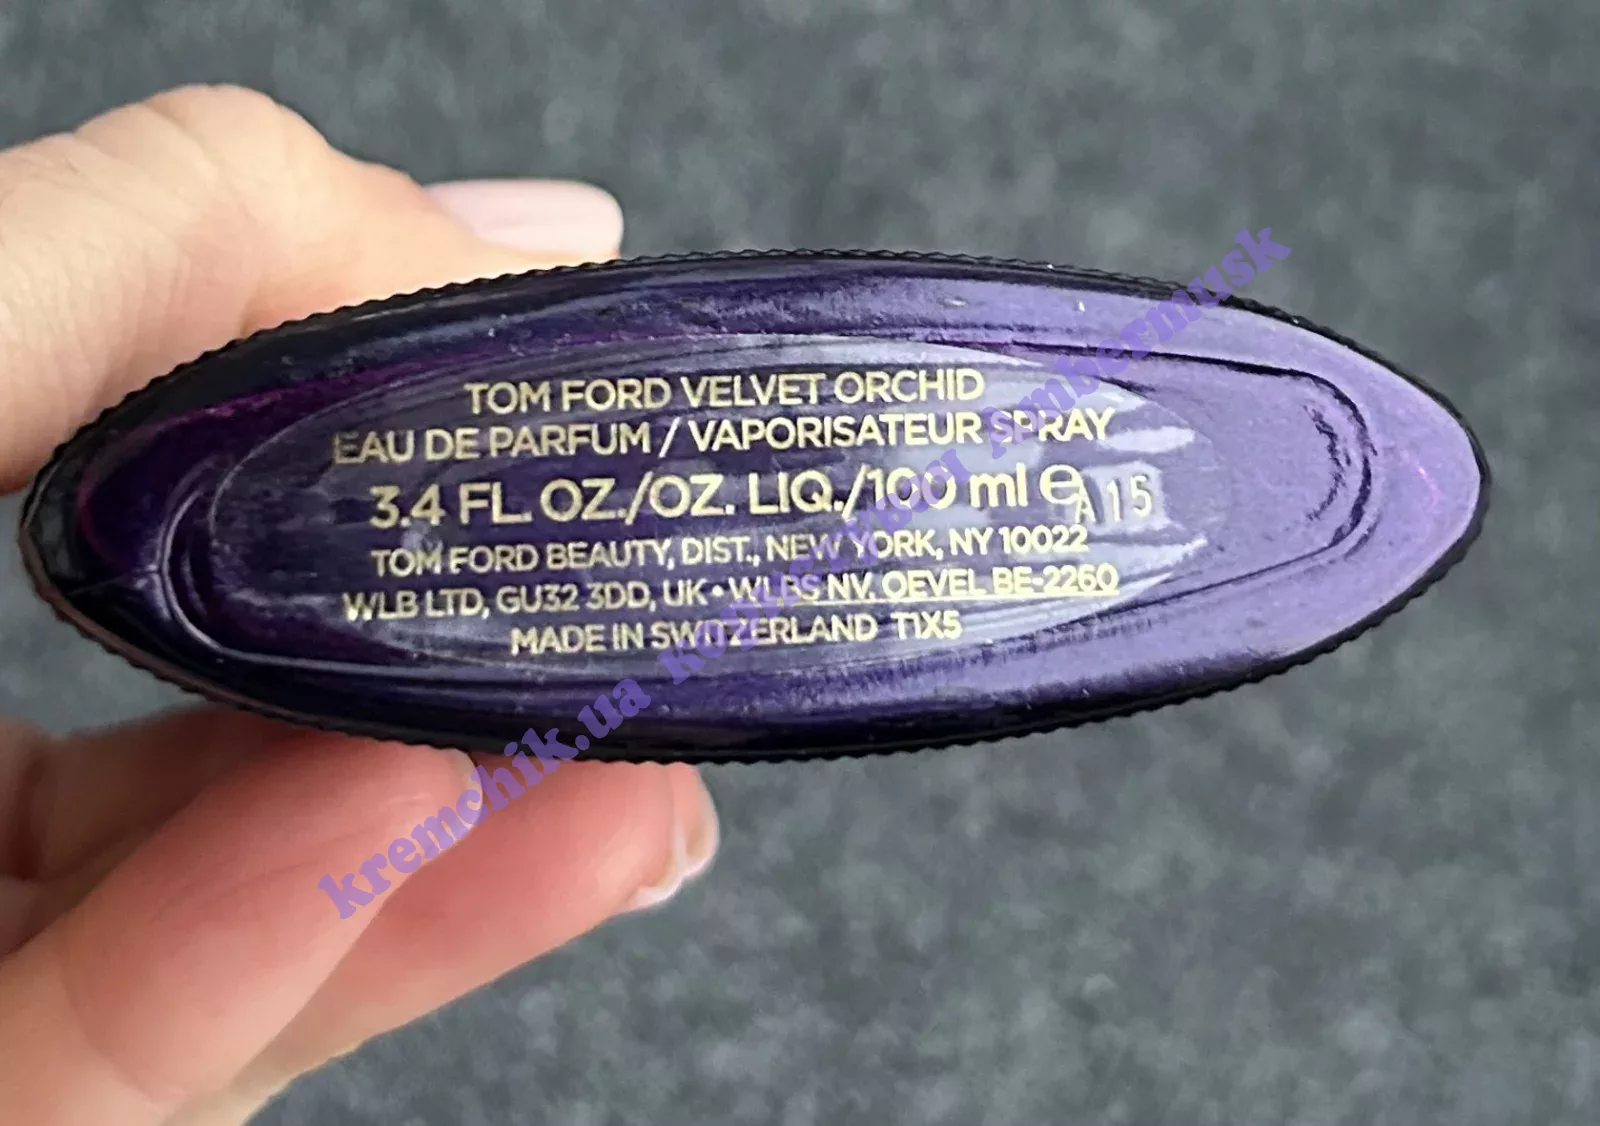 TOM FORD VELVET ORCHID
EAU DE PARFUM / VAPORISATEUR SPRAY
3.4 FL. OZ./OZ. LIQ./100 ml ℮ A15
TOM FORD BEAUTY, DIST., NEW YORK, NY 10022
WLB LTD, GU32 3DD, UK • WLBS NV. OEVEL BE-2260
MADE IN SWITZERLAND T1X5
kremchik.ua ambermusk